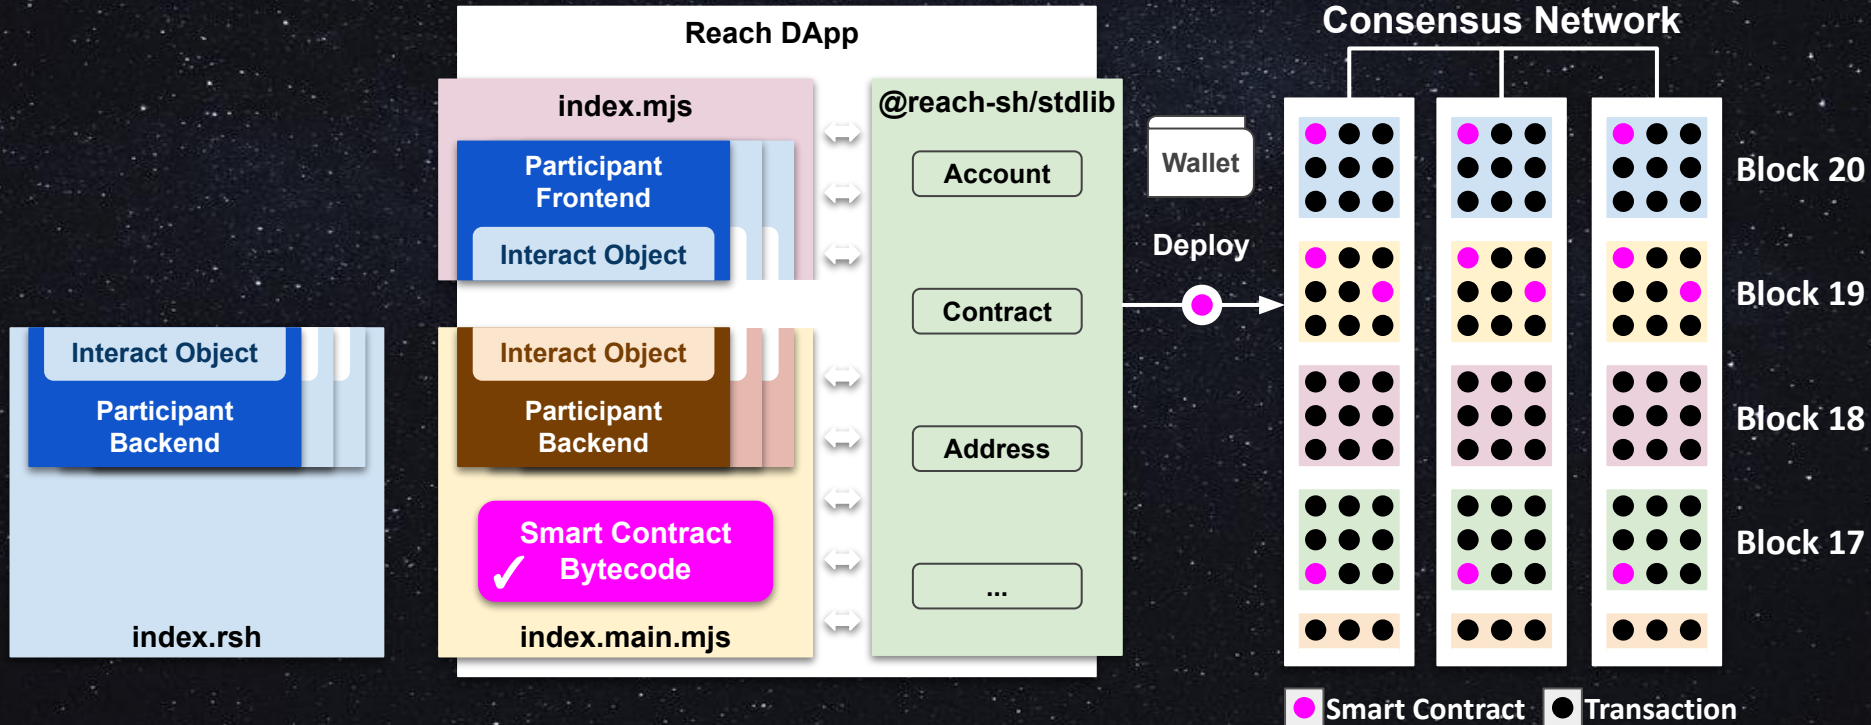 Reach DApp
Consensus Network
index.mjs
@reach-sh/stdlib
Participant
Frontend
Interact Object
Account
Wallet
Block 20
Deploy
Contract
Block 19
Interact Object
Participant
Backend
index.rsh
Interact Object
Participant
Backend
Smart Contract
✓ Bytecode
index.main.mjs
Address
...
Block 18
Block 17
Smart Contract
Transaction